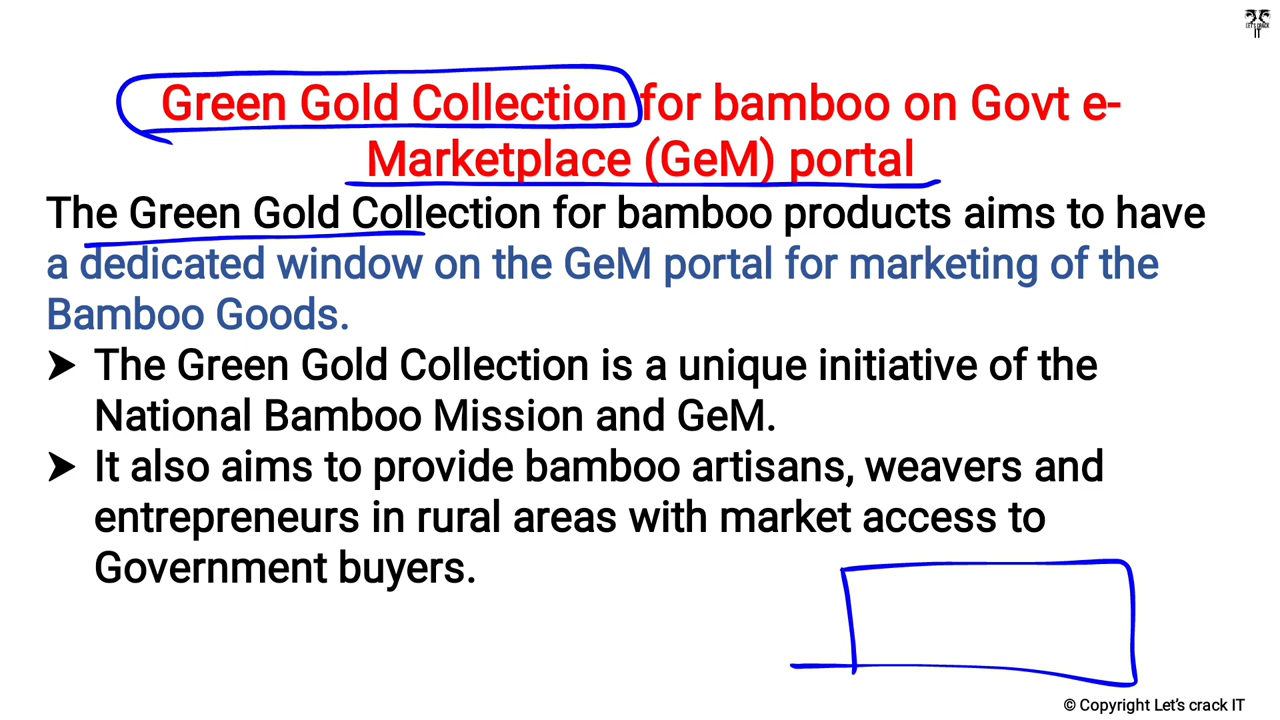 LET'S CRACK
IT
Green Gold Collection for bamboo on Govt e-
Marketplace (GeM) portal
The Green Gold Collection for bamboo products aims to have
a dedicated window on the GeM portal for marketing of the
Bamboo Goods.
➤ The Green Gold Collection is a unique initiative of the
National Bamboo Mission and GeM.
➤ It also aims to provide bamboo artisans, weavers and
entrepreneurs in rural areas with market access to
Government buyers.
© Copyright Let's crack IT